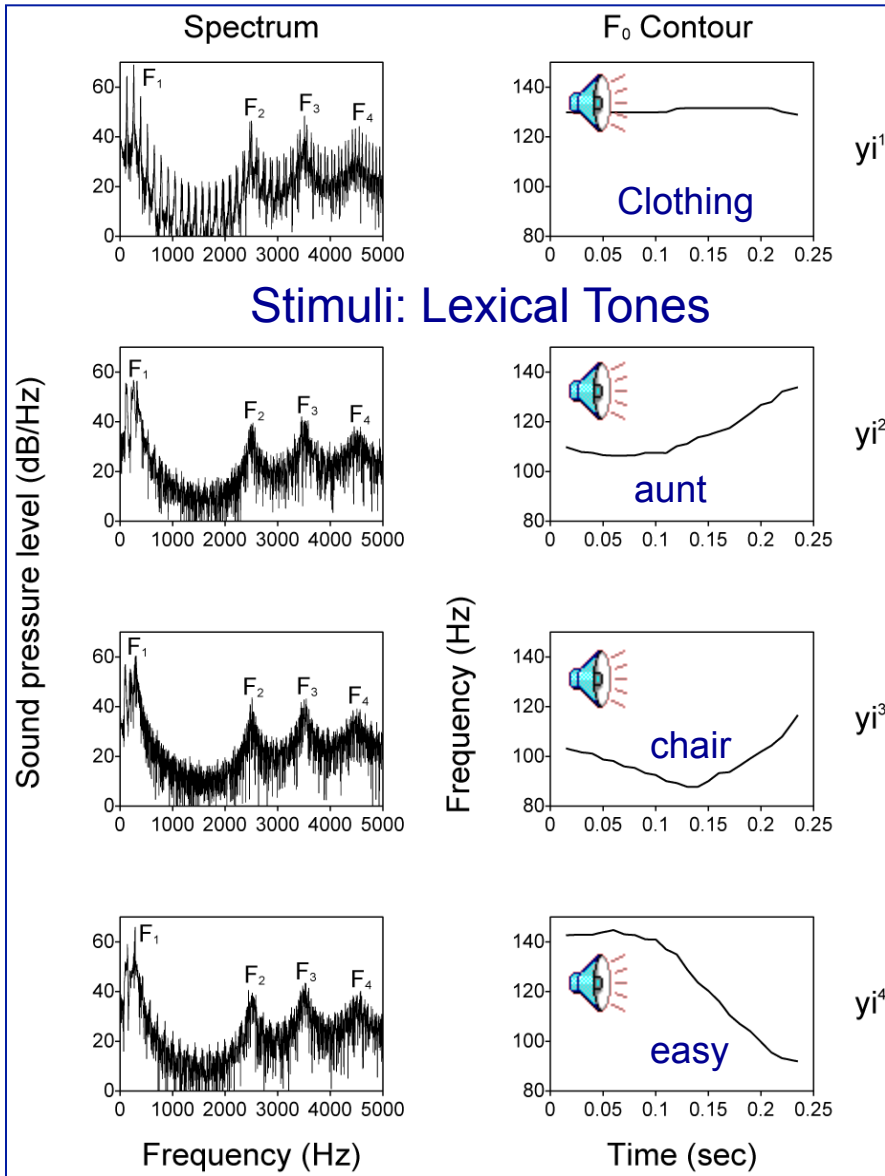 Spectrum
F₀ Contour
60
40
20
0
F₁
F₂
F₃
F₄
0 1000 2000 3000 4000 5000
140
120
100
80
Clothing
0 0.05 0.1 0.15 0.2 0.25
yi¹
Stimuli: Lexical Tones
60
40
20
0
F₁
F₂
F₃
F₄
0 1000 2000 3000 4000 5000
140
120
100
80
aunt
0 0.05 0.1 0.15 0.2 0.25
yi²
Sound pressure level (dB/Hz)
Frequency (Hz)
60
40
20
0
F₁
F₂
F₃
F₄
0 1000 2000 3000 4000 5000
140
120
100
80
chair
0 0.05 0.1 0.15 0.2 0.25
yi³
60
40
20
0
F₁
F₂
F₃
F₄
0 1000 2000 3000 4000 5000
140
120
100
80
easy
0 0.05 0.1 0.15 0.2 0.25
yi⁴
Frequency (Hz)
Time (sec)